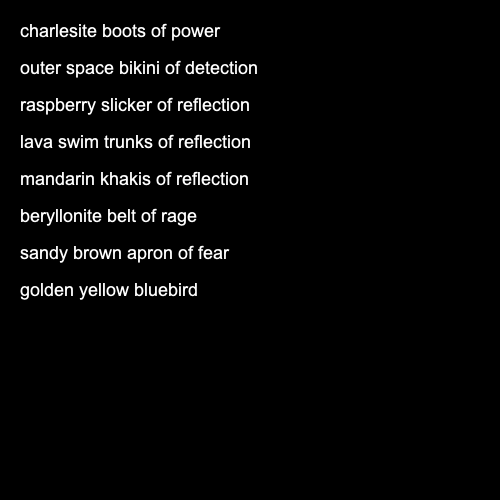 charlesite boots of power
outer space bikini of detection
raspberry slicker of reflection
lava swim trunks of reflection
mandarin khakis of reflection
beryllonite belt of rage
sandy brown apron of fear
golden yellow bluebird